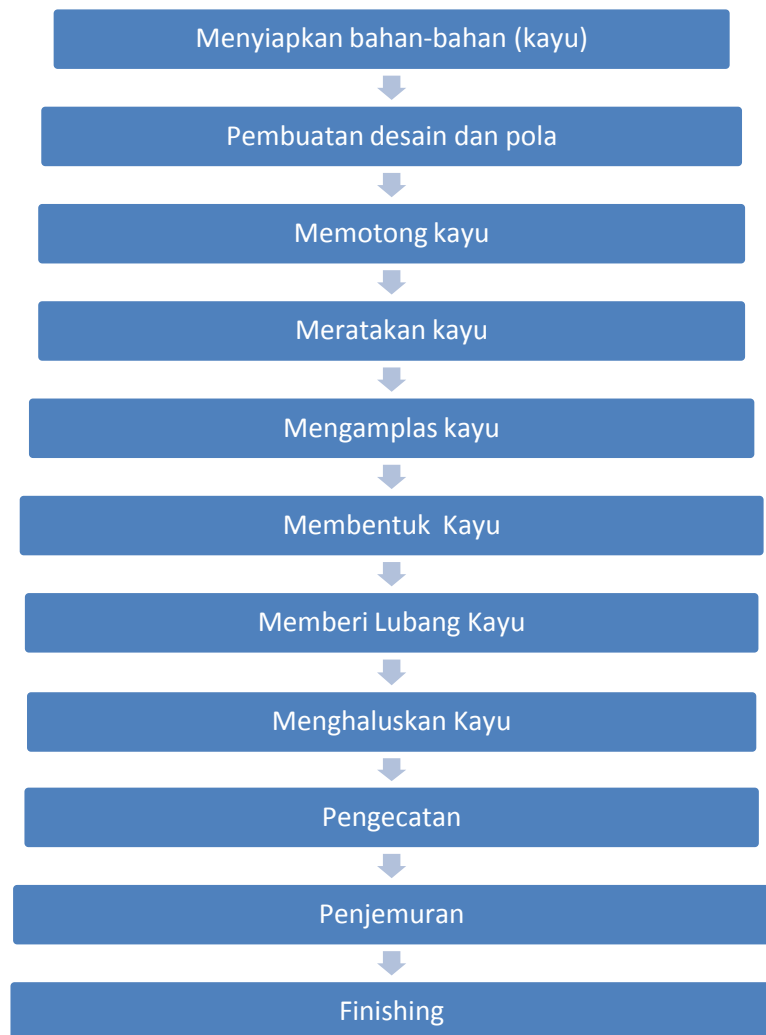 Menyiapkan bahan-bahan (kayu)
Pembuatan desain dan pola
Memotong kayu
Meratakan kayu
Mengamplas kayu
Membentuk  Kayu
Memberi Lubang Kayu
Menghaluskan Kayu
Pengecatan
Penjemuran
Finishing